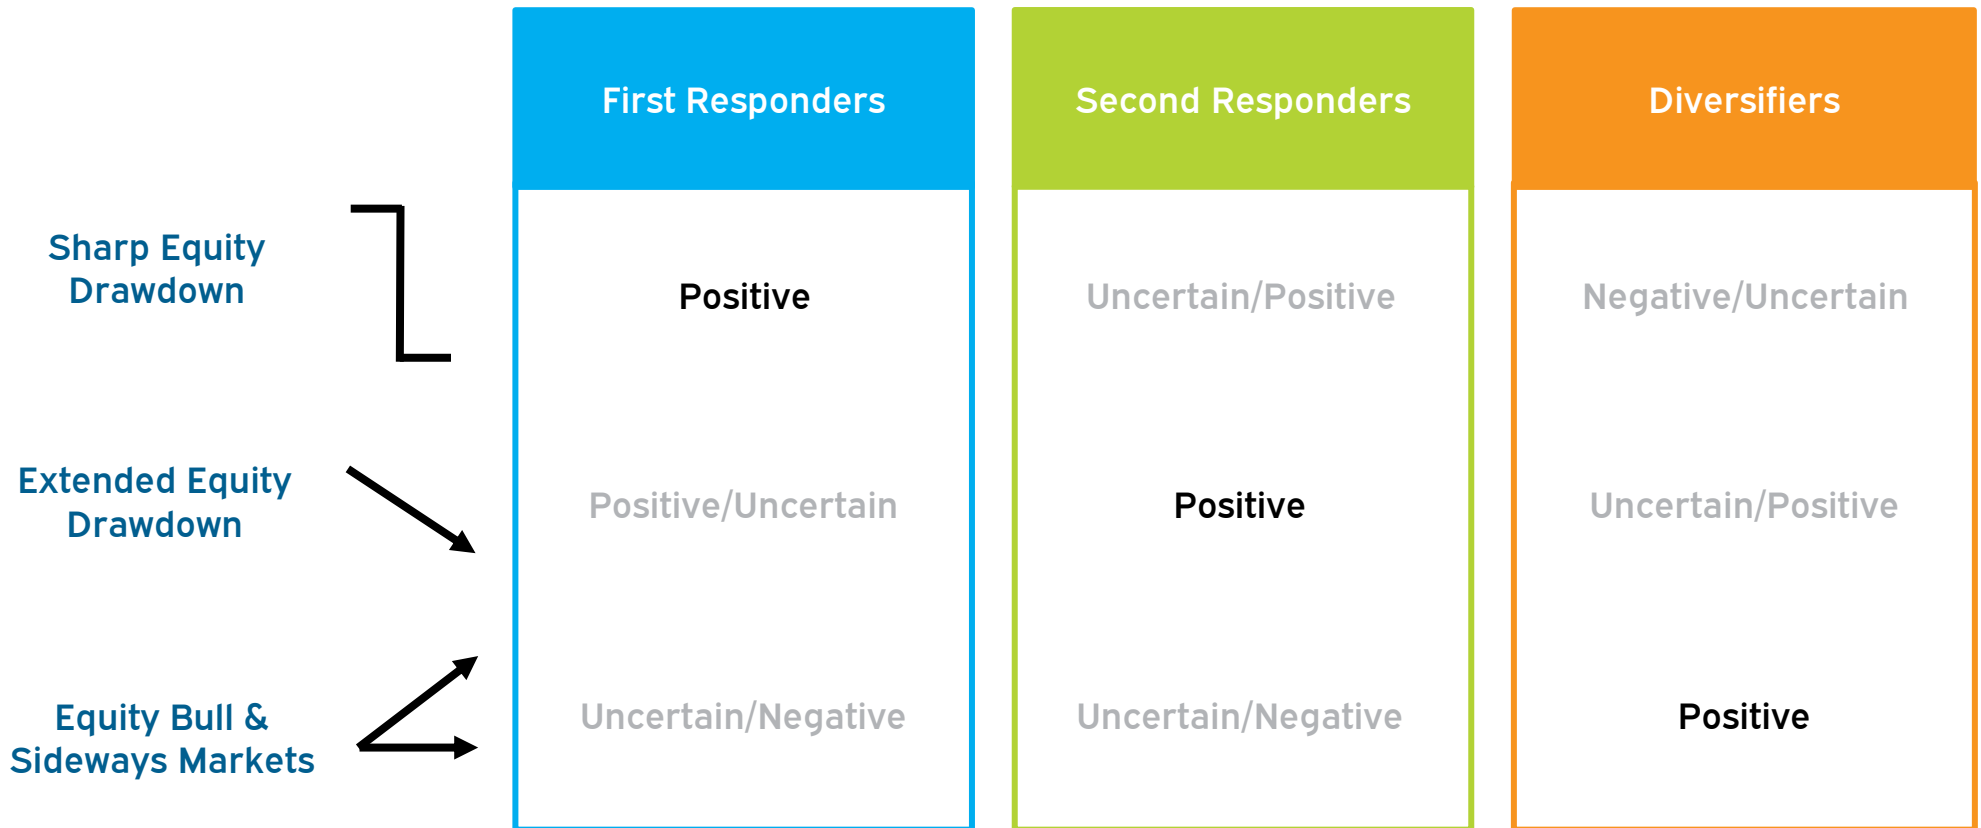 First Responders
Second Responders
Diversifiers
Sharp Equity
Drawdown
Positive
Uncertain/Positive
Negative/Uncertain
Extended Equity
Drawdown
Positive/Uncertain
Positive
Uncertain/Positive
Equity Bull &
Sideways Markets
Uncertain/Negative
Uncertain/Negative
Positive